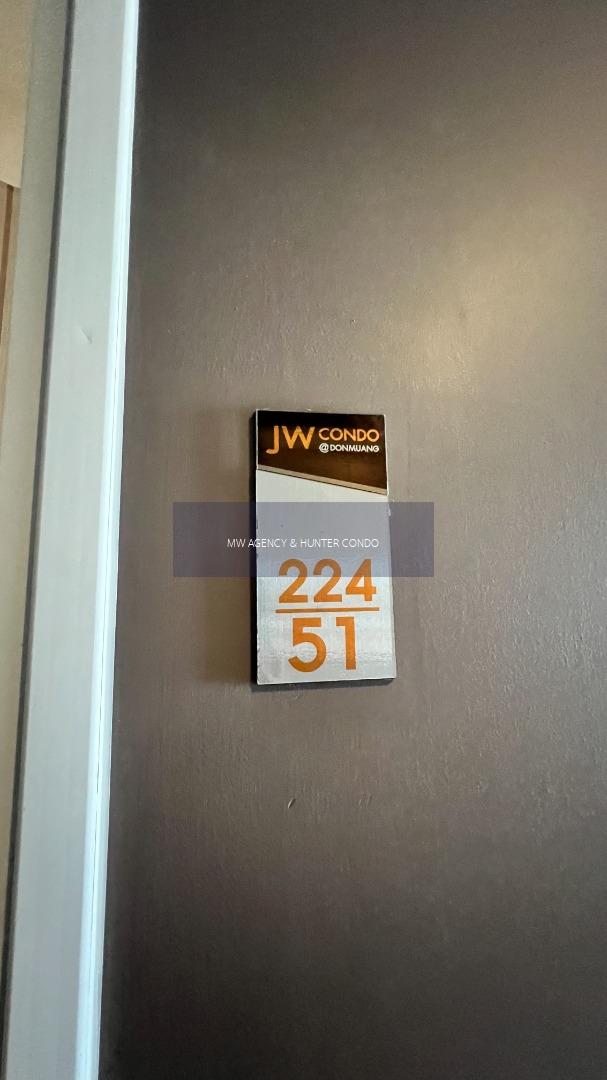 JW CONDO
@DONMUANG
MW AGENCY & HUNTER CONDO
224
51